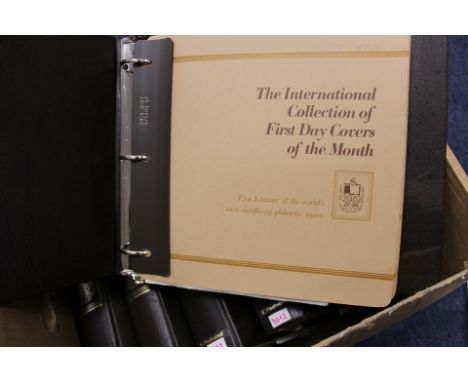 The International
Collection of
First Day Covers
of the Month
First Editions of the world's
most significant philatelic issues